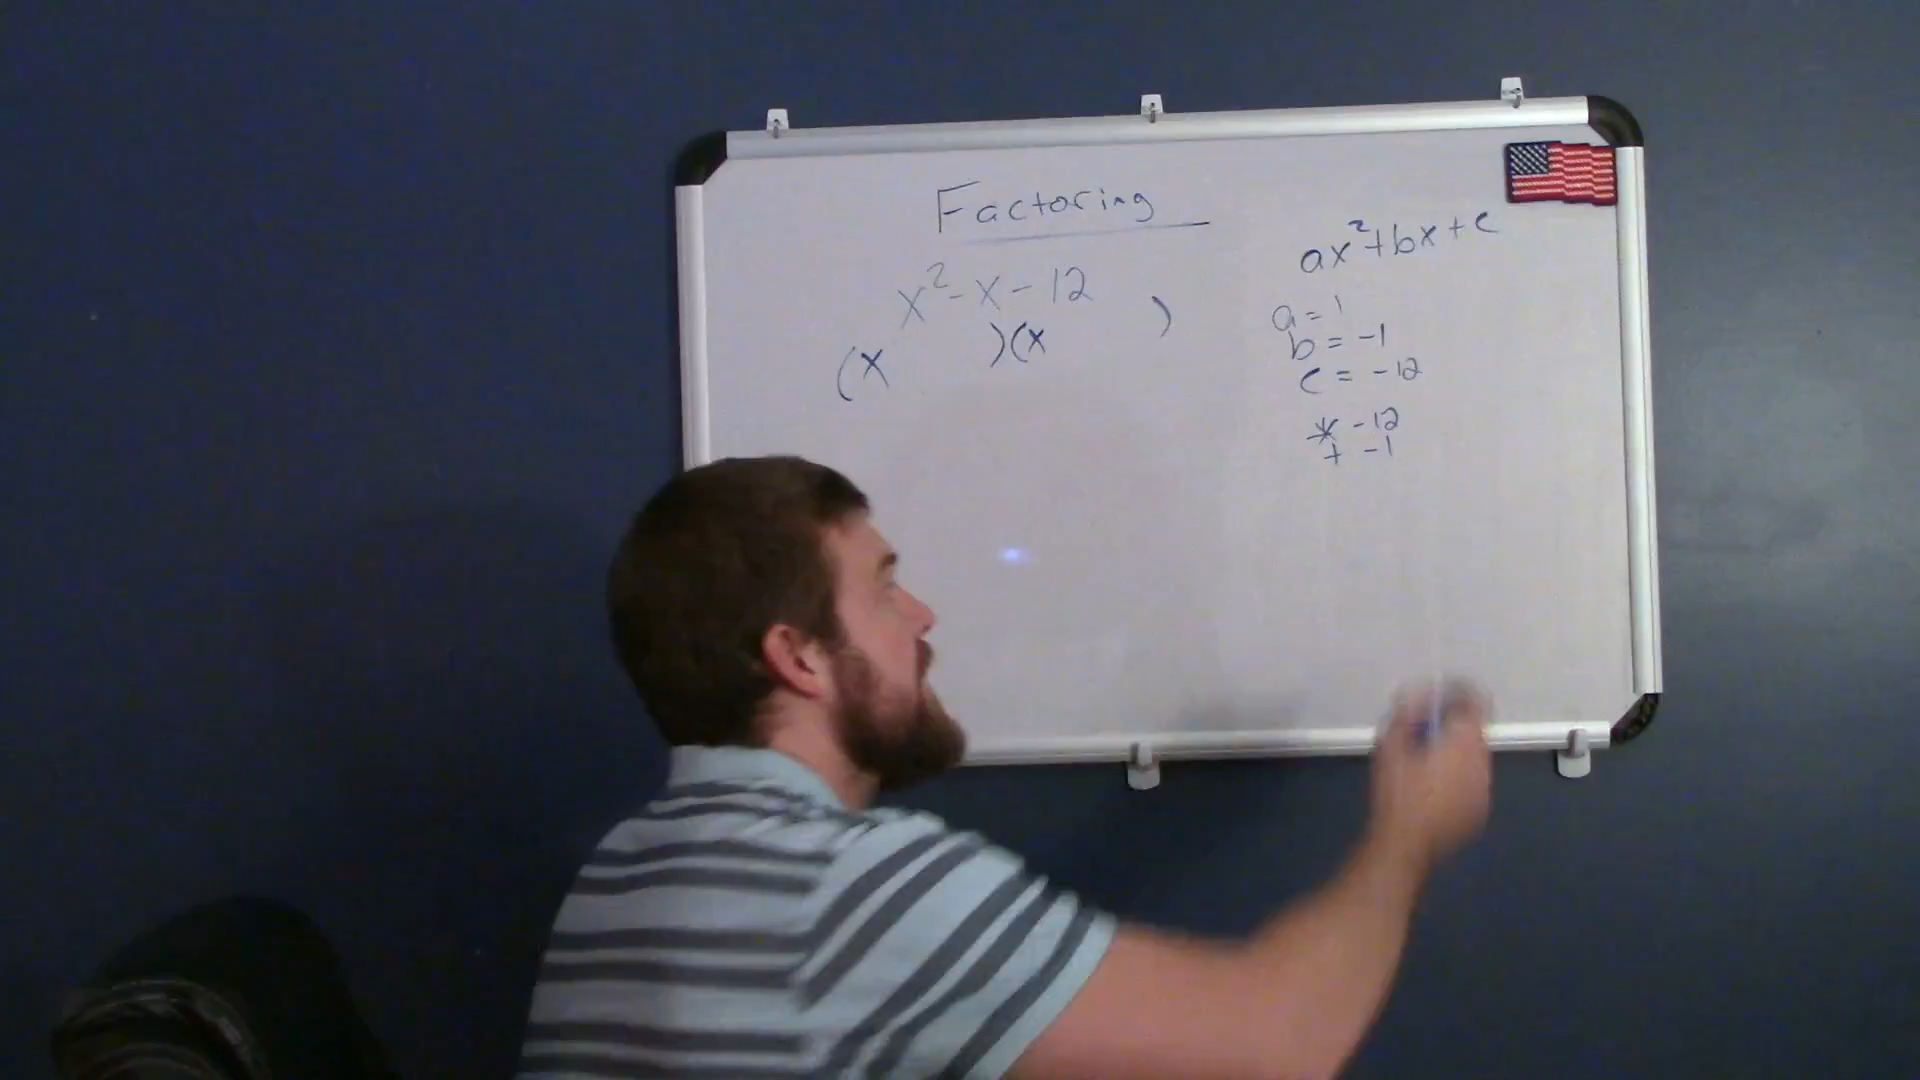 Factoring
x² - x - 12
(x )(x )
ax² + bx + c
a = 1
b = -1
c = -12
* -12
+ -1